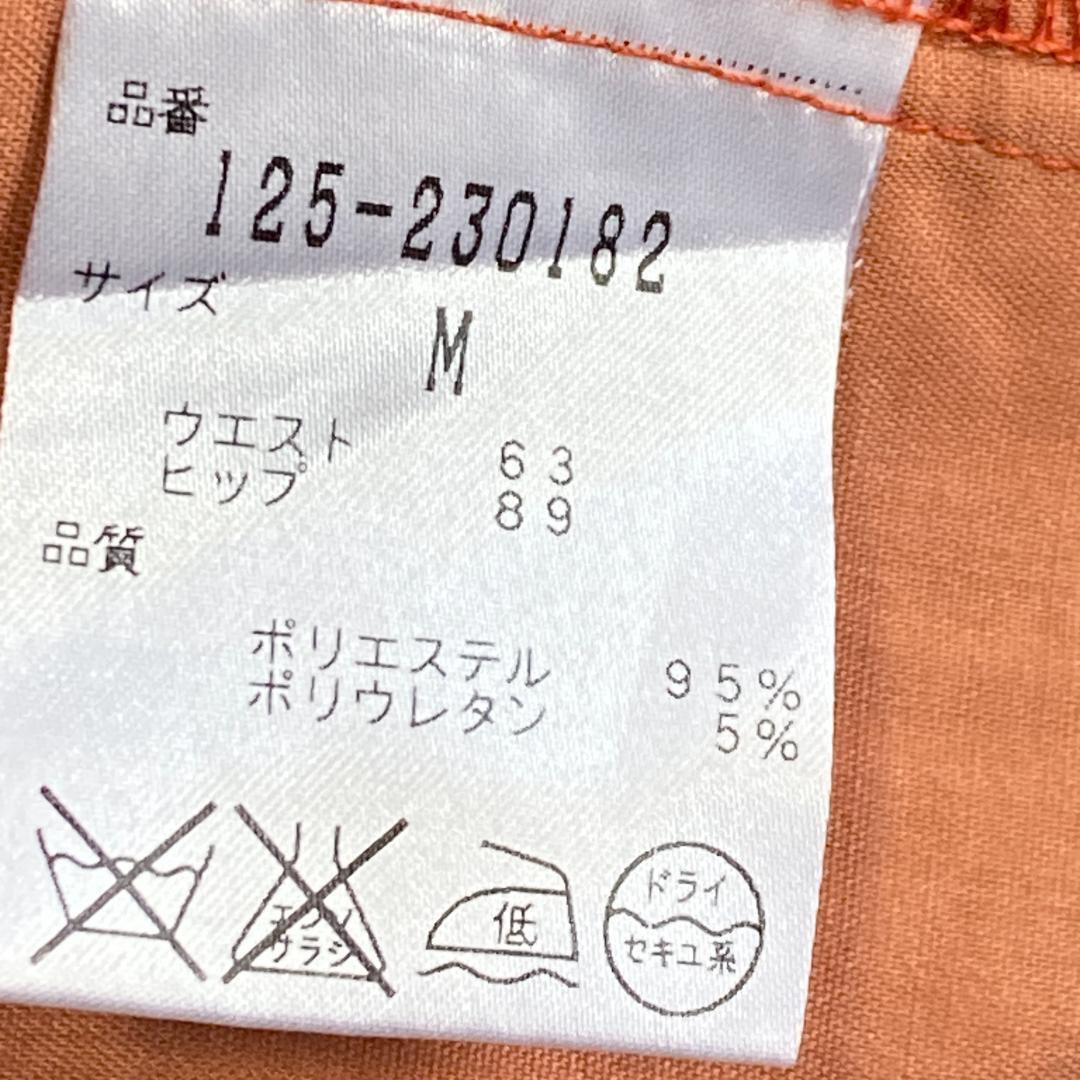 品番
125-230182
サイズ
M
ウエスト 63
ヒップ 89
品質
ポリエステル 95%
ポリウレタン 5%
エンソ
サラシ
低
ドライ
セキユ系